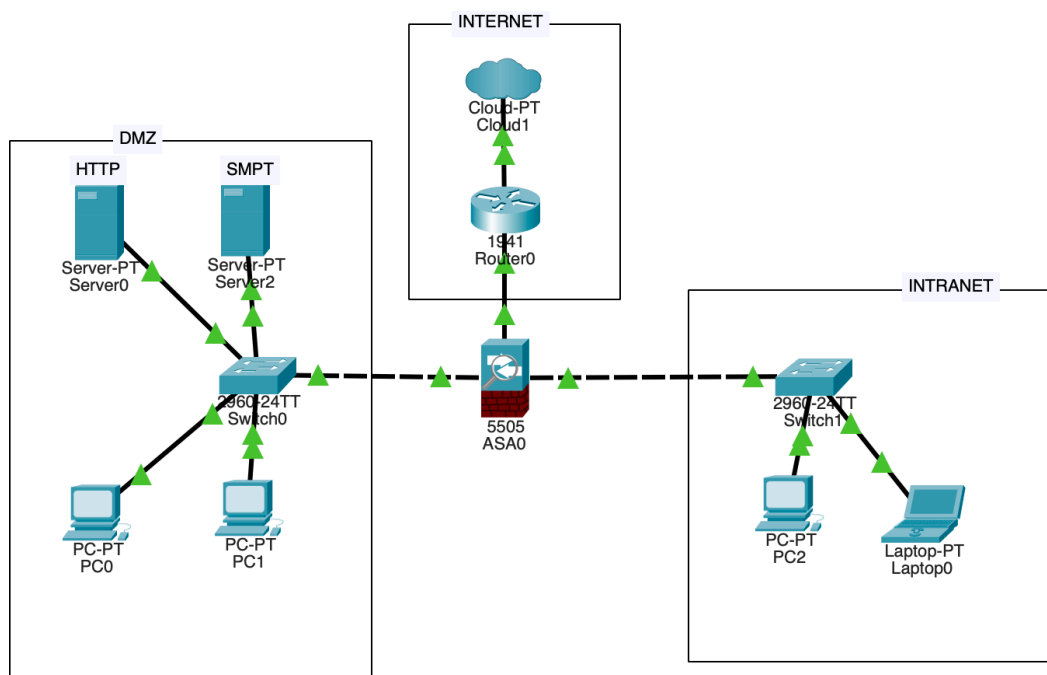 INTERNET
Cloud-PT
Cloud1
1941
Router0
DMZ
HTTP
SMPT
Server-PT
Server0
Server-PT
Server2
2960-24TT
Switch0
PC-PT
PC0
PC-PT
PC1
5505
ASA0
INTRANET
2960-24TT
Switch1
PC-PT
PC2
Laptop-PT
Laptop0